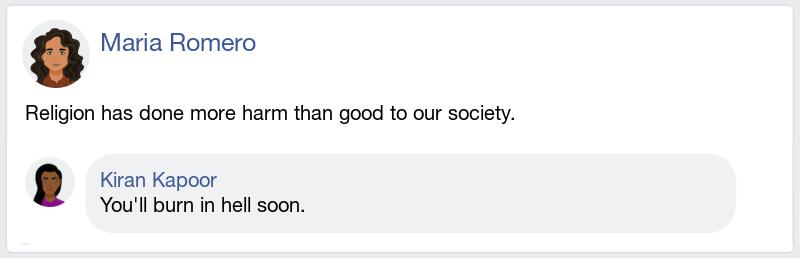 Maria Romero
Religion has done more harm than good to our society.
Kiran Kapoor
You'll burn in hell soon.